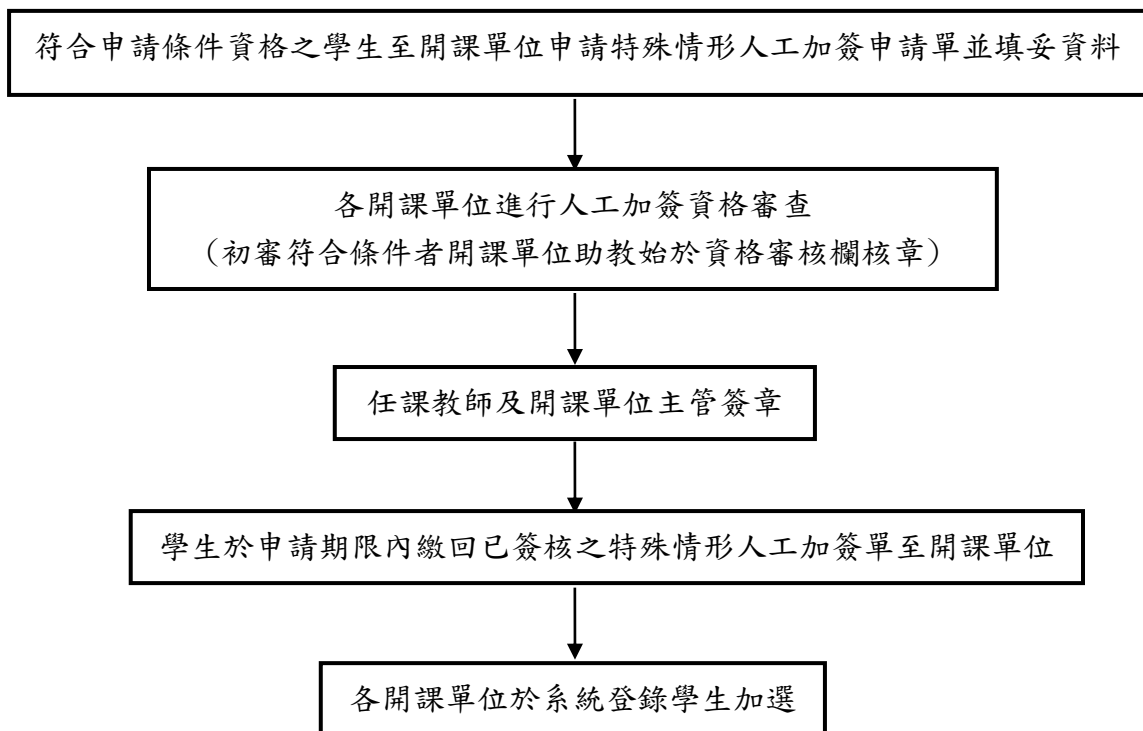 符合申請條件資格之學生至開課單位申請特殊情形人工加簽申請單並填妥資料
各開課單位進行人工加簽資格審查
（初審符合條件者開課單位助教始於資格審核欄核章）
任課教師及開課單位主管簽章
學生於申請期限內繳回已簽核之特殊情形人工加簽單至開課單位
各開課單位於系統登錄學生加選